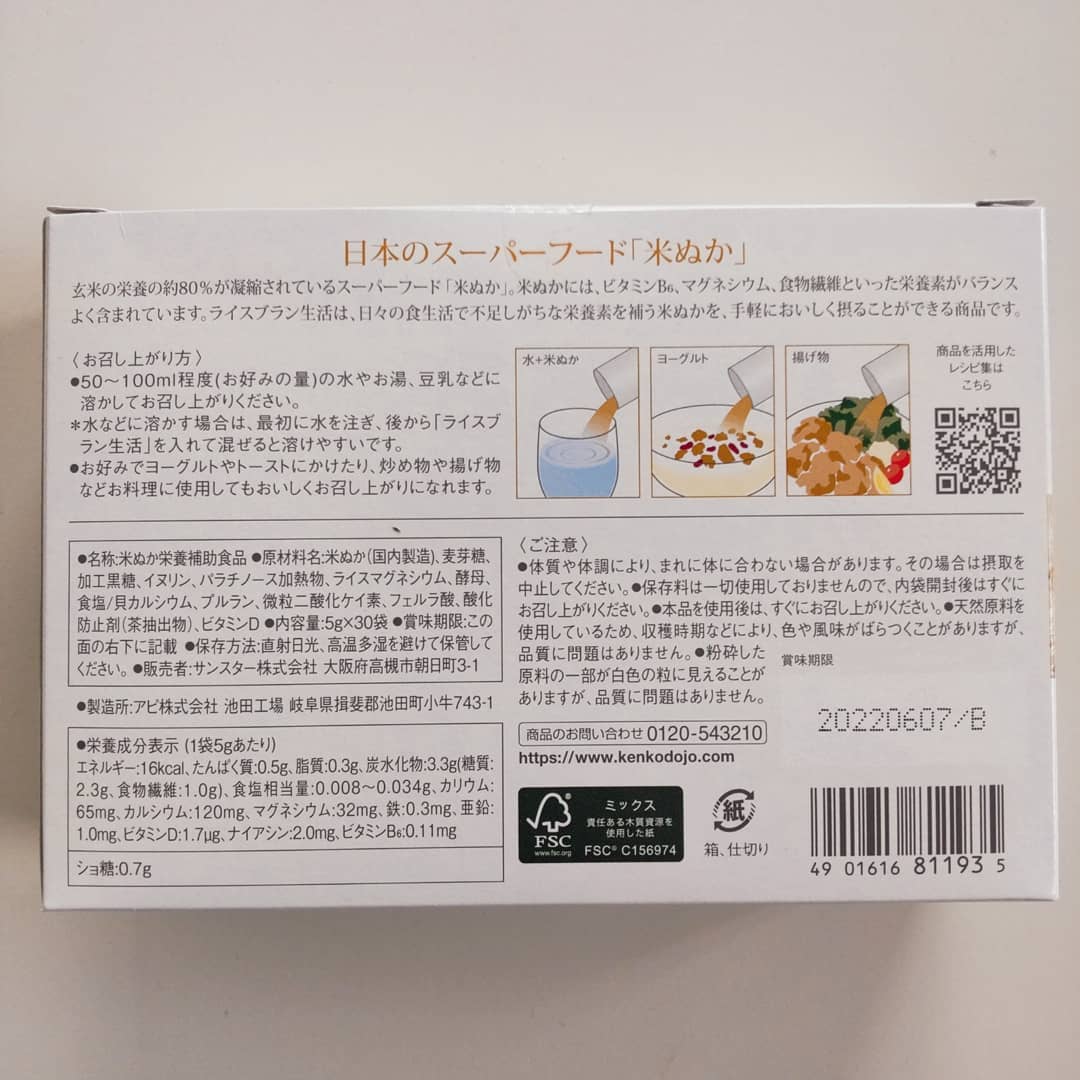 日本のスーパーフード「米ぬか」
玄米の栄養の約80%が凝縮されているスーパーフード「米ぬか」。米ぬかには、ビタミンB₆、マグネシウム、食物繊維といった栄養素がバランス
よく含まれています。ライスブラン生活は、日々の食生活で不足しがちな栄養素を補う米ぬかを、手軽においしく摂ることができる商品です。
〈お召し上がり方〉
●50〜100ml程度(お好みの量)の水やお湯、豆乳などに
溶かしてお召し上がりください。
*水などに溶かす場合は、最初に水を注ぎ、後から「ライスブ
ラン生活」を入れて混ぜると溶けやすいです。
●お好みでヨーグルトやトーストにかけたり、炒め物や揚げ物
などお料理に使用してもおいしくお召し上がりになれます。
水+米ぬか
ヨーグルト
揚げ物
商品を活用した
レシピ集は
こちら
●名称:米ぬか栄養補助食品 ●原材料名:米ぬか(国内製造)、麦芽糖、
加工黒糖、イヌリン、パラチノース加熱物、ライスマグネシウム、酵母、
食塩/貝カルシウム、プルラン、微粒二酸化ケイ素、フェルラ酸、酸化
防止剤(茶抽出物)、ビタミンD ●内容量:5g×30袋 ●賞味期限:この
面の右下に記載 ●保存方法:直射日光、高温多湿を避けて保管して
ください。●販売者:サンスター株式会社 大阪府高槻市朝日町3-1
●製造所:アピ株式会社 池田工場 岐阜県揖斐郡池田町小牛743-1
●栄養成分表示 (1袋5gあたり)
エネルギー:16kcal、たんぱく質:0.5g、脂質:0.3g、炭水化物:3.3g(糖質:
2.3g、食物繊維:1.0g)、食塩相当量:0.008〜0.034g、カリウム:
65mg、カルシウム:120mg、マグネシウム:32mg、鉄:0.3mg、亜鉛:
1.0mg、ビタミンD:1.7μg、ナイアシン:2.0mg、ビタミンB₆:0.11mg
ショ糖:0.7g
〈ご注意〉
●体質や体調により、まれに体に合わない場合があります。その場合は摂取を
中止してください。●保存料は一切使用しておりませんので、内袋開封後はすぐに
お召し上がりください。●本品を使用後は、すぐにお召し上がりください。●天然原料を
使用しているため、収穫時期などにより、色や風味がばらつくことがありますが、
品質に問題はありません。●粉砕した
原料の一部が白色の粒に見えることが
ありますが、品質に問題はありません。
賞味期限
20220607/B
商品のお問い合わせ 0120-543210
https://www.kenkodojo.com
FSC
www.fsc.org
ミックス
責任ある木質資源を
使用した紙
FSC® C156974
紙
箱、仕切り
49 01616 81193 5